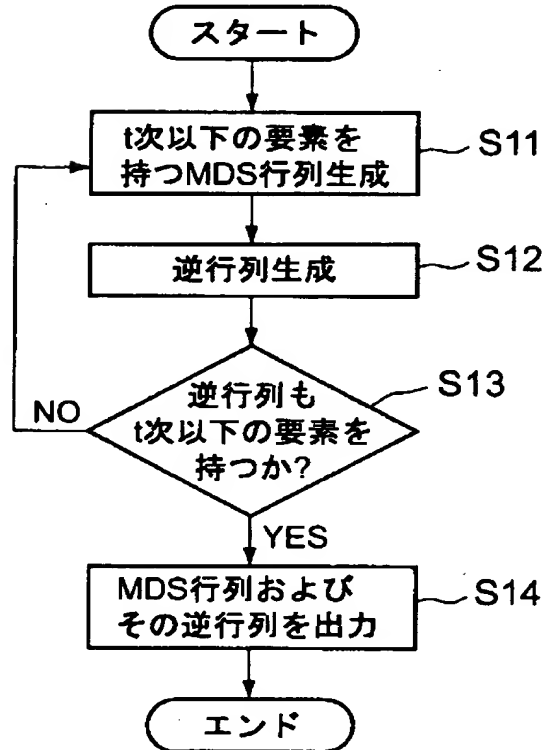 スタート
t次以下の要素を
持つMDS行列生成
S11
逆行列生成
S12
逆行列も
t次以下の要素を
持つか?
S13
NO
YES
MDS行列および
その逆行列を出力
S14
エンド